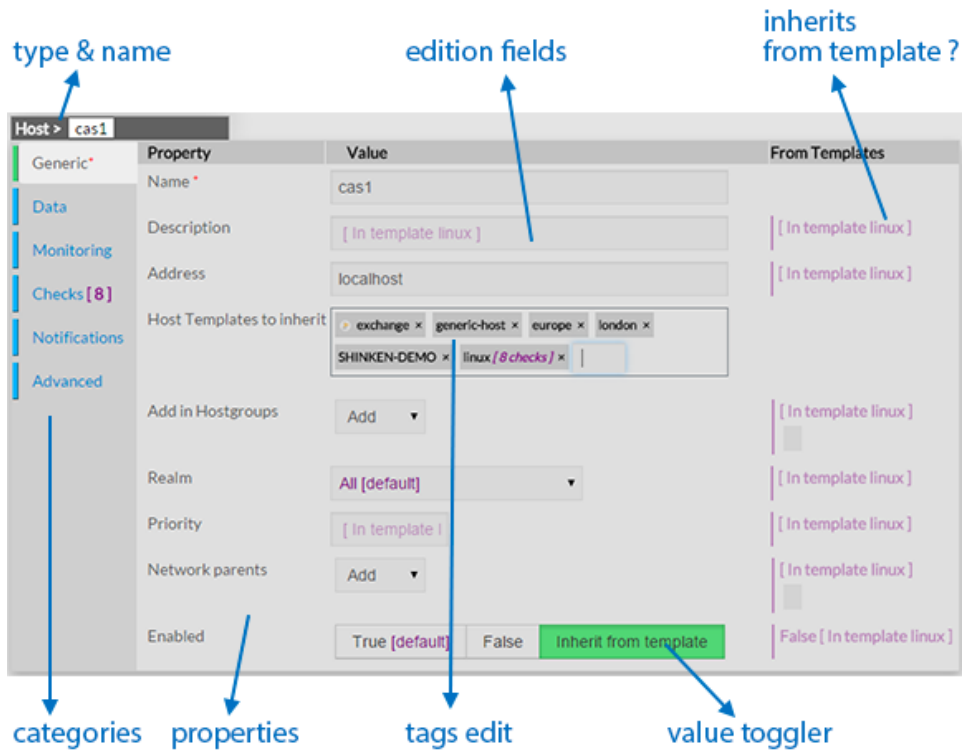 inherits
type & name edition fields from template ?
Host > cas1
Generic* Property Value From Templates
Name * cas1
Data
Description [ In template linux ] [ In template linux ]
Monitoring
Address localhost [ In template linux ]
Checks [ 8 ]
Host Templates to inherit exchange × generic-host × europe × london ×
Notifications
SHINKEN-DEMO × linux [ 8 checks ] ×
Advanced
Add in Hostgroups Add [ In template linux ]
Realm All [default] [ In template linux ]
Priority [ In template l [ In template linux ]
Network parents Add [ In template linux ]
Enabled True [default] False Inherit from template False [ In template linux ]
categories properties tags edit value toggler